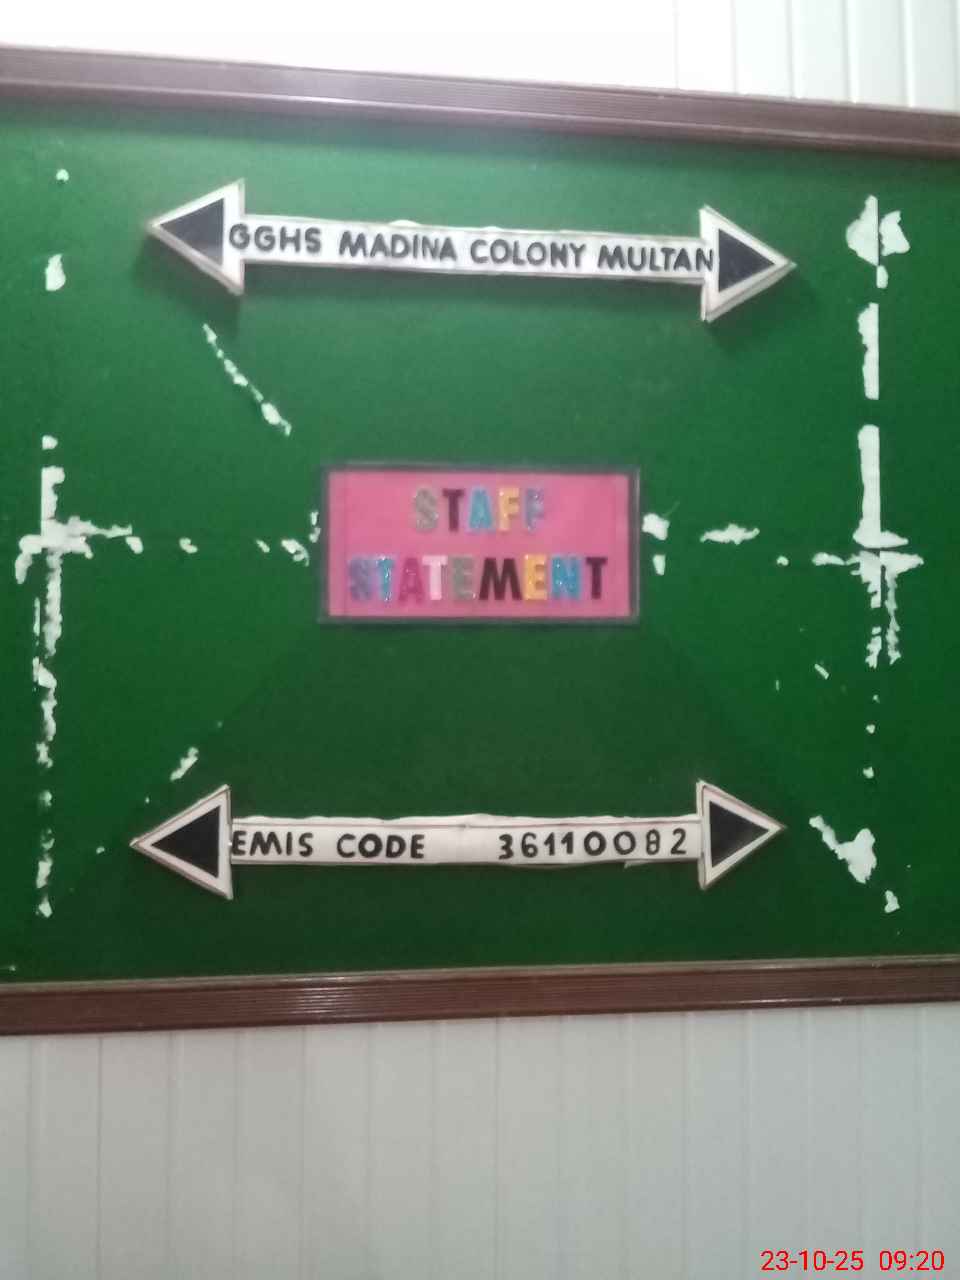 GGHS MADINA COLONY MULTAN
STAFF
STATEMENT
EMIS CODE 36110082
23-10-25 09:20